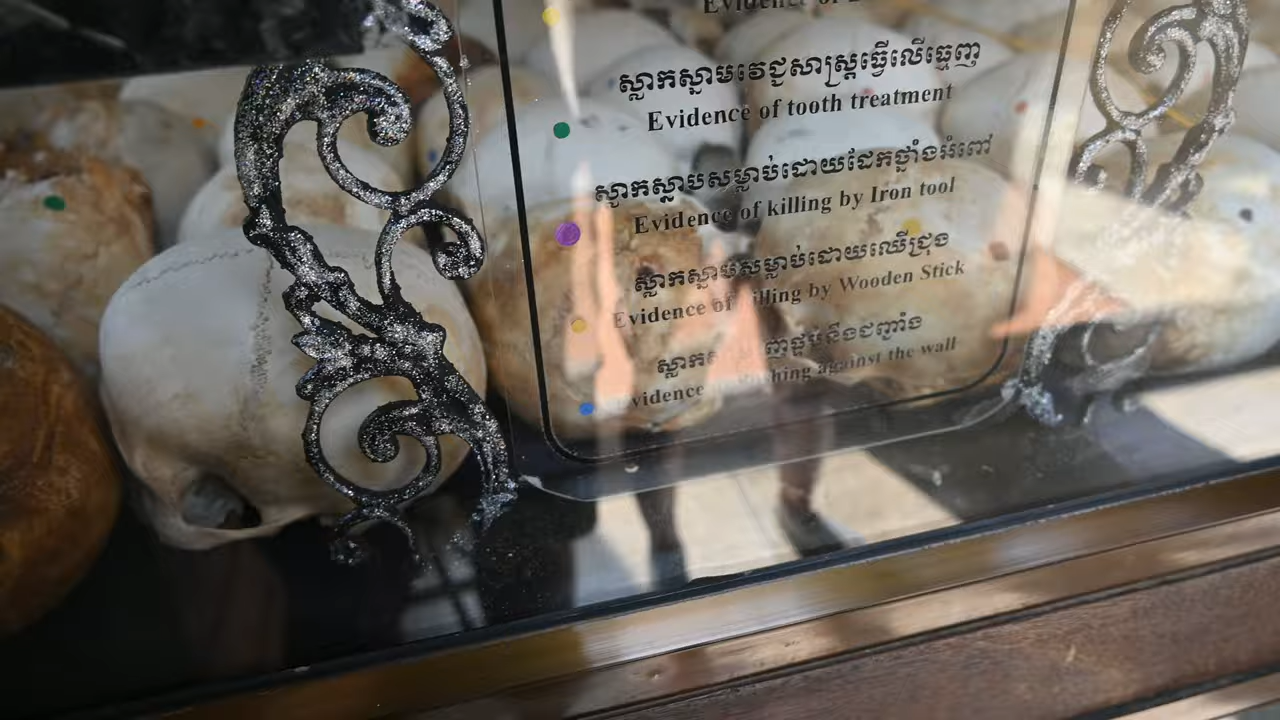 Evidence of
ស្លាកស្នាមវេជ្ជសាស្ត្រធ្វើលើធ្មេញ
Evidence of tooth treatment
ស្លាកស្នាមសម្លាប់ដោយដែកថ្នាំងអំពៅ
Evidence of killing by Iron tool
ស្លាកស្នាមសម្លាប់ដោយឈើជ្រុង
Evidence of killing by Wooden Stick
ជញ្ជាំង
against the wall